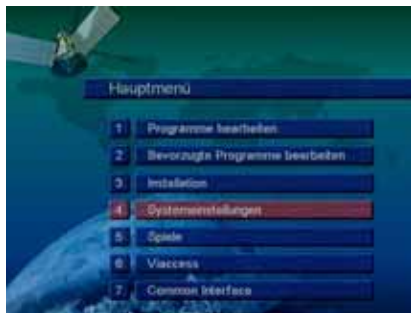 Hauptmenü
1 Programme bearbeiten
2 Bevorzugte Programme bearbeiten
3 Installation
4 Systemeinstellungen
5 Spiele
6 Viaccess
7 Common Interface